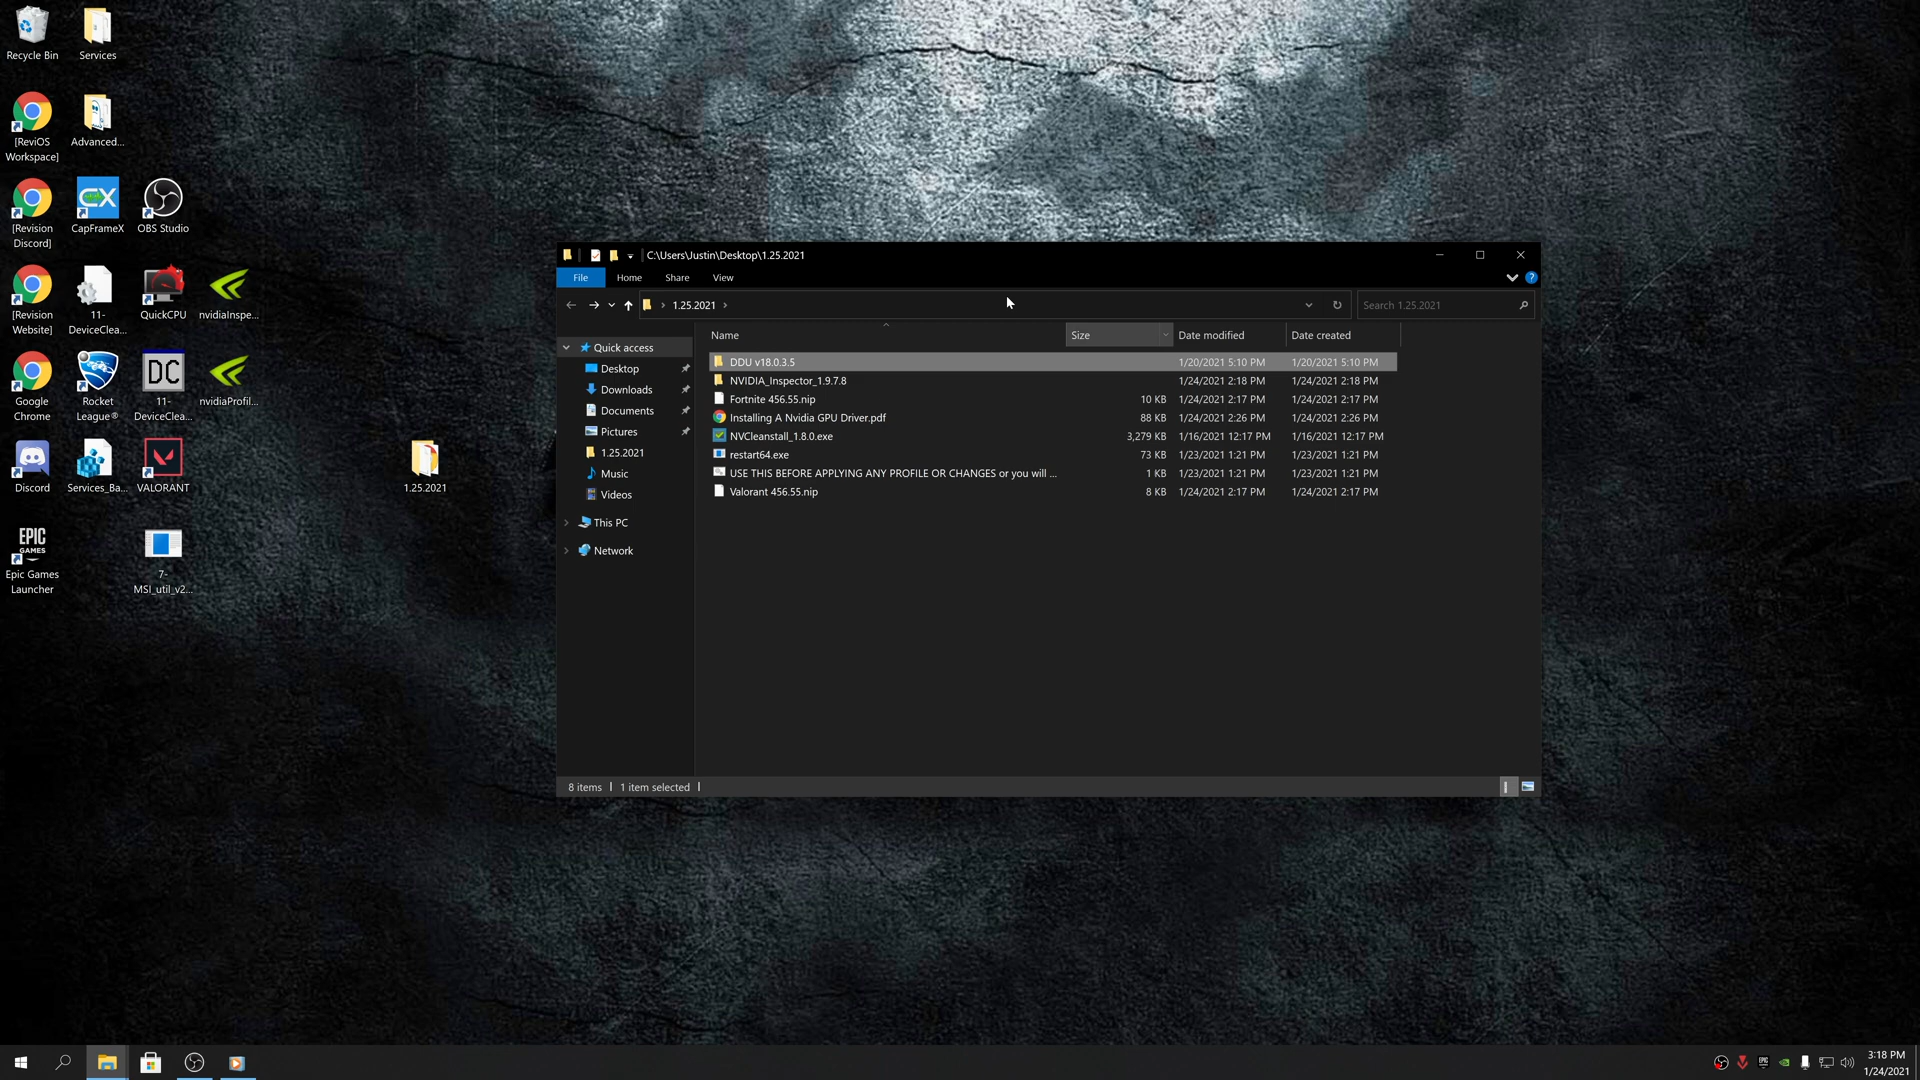 Recycle Bin
Services
[ReviOS
Workspace]
Advanced...
[Revision
Discord]
CX
CapFrameX
OBS Studio
[Revision
Website]
11-
DeviceClea...
QuickCPU
nvidiaInspe...
Google
Chrome
Rocket
League®
DC
11-
DeviceClea...
nvidiaProfil...
Discord
Services_Ba...
VALORANT
1.25.2021
EPIC
GAMES
Epic Games
Launcher
7-
MSI_util_v2...
C:\Users\Justin\Desktop\1.25.2021
File Home Share View
1.25.2021
Search 1.25.2021
Name Size Date modified Date created
Quick access
Desktop
Downloads
Documents
Pictures
1.25.2021
Music
Videos
This PC
Network
DDU v18.0.3.5 1/20/2021 5:10 PM 1/20/2021 5:10 PM
NVIDIA_Inspector_1.9.7.8 1/24/2021 2:18 PM 1/24/2021 2:18 PM
Fortnite 456.55.nip 10 KB 1/24/2021 2:17 PM 1/24/2021 2:17 PM
Installing A Nvidia GPU Driver.pdf 88 KB 1/24/2021 2:26 PM 1/24/2021 2:26 PM
NVCleanstall_1.8.0.exe 3,279 KB 1/16/2021 12:17 PM 1/16/2021 12:17 PM
restart64.exe 73 KB 1/23/2021 1:21 PM 1/23/2021 1:21 PM
USE THIS BEFORE APPLYING ANY PROFILE OR CHANGES or you will ... 1 KB 1/23/2021 1:21 PM 1/23/2021 1:21 PM
Valorant 456.55.nip 8 KB 1/24/2021 2:17 PM 1/24/2021 2:17 PM
8 items 1 item selected
3:18 PM
1/24/2021